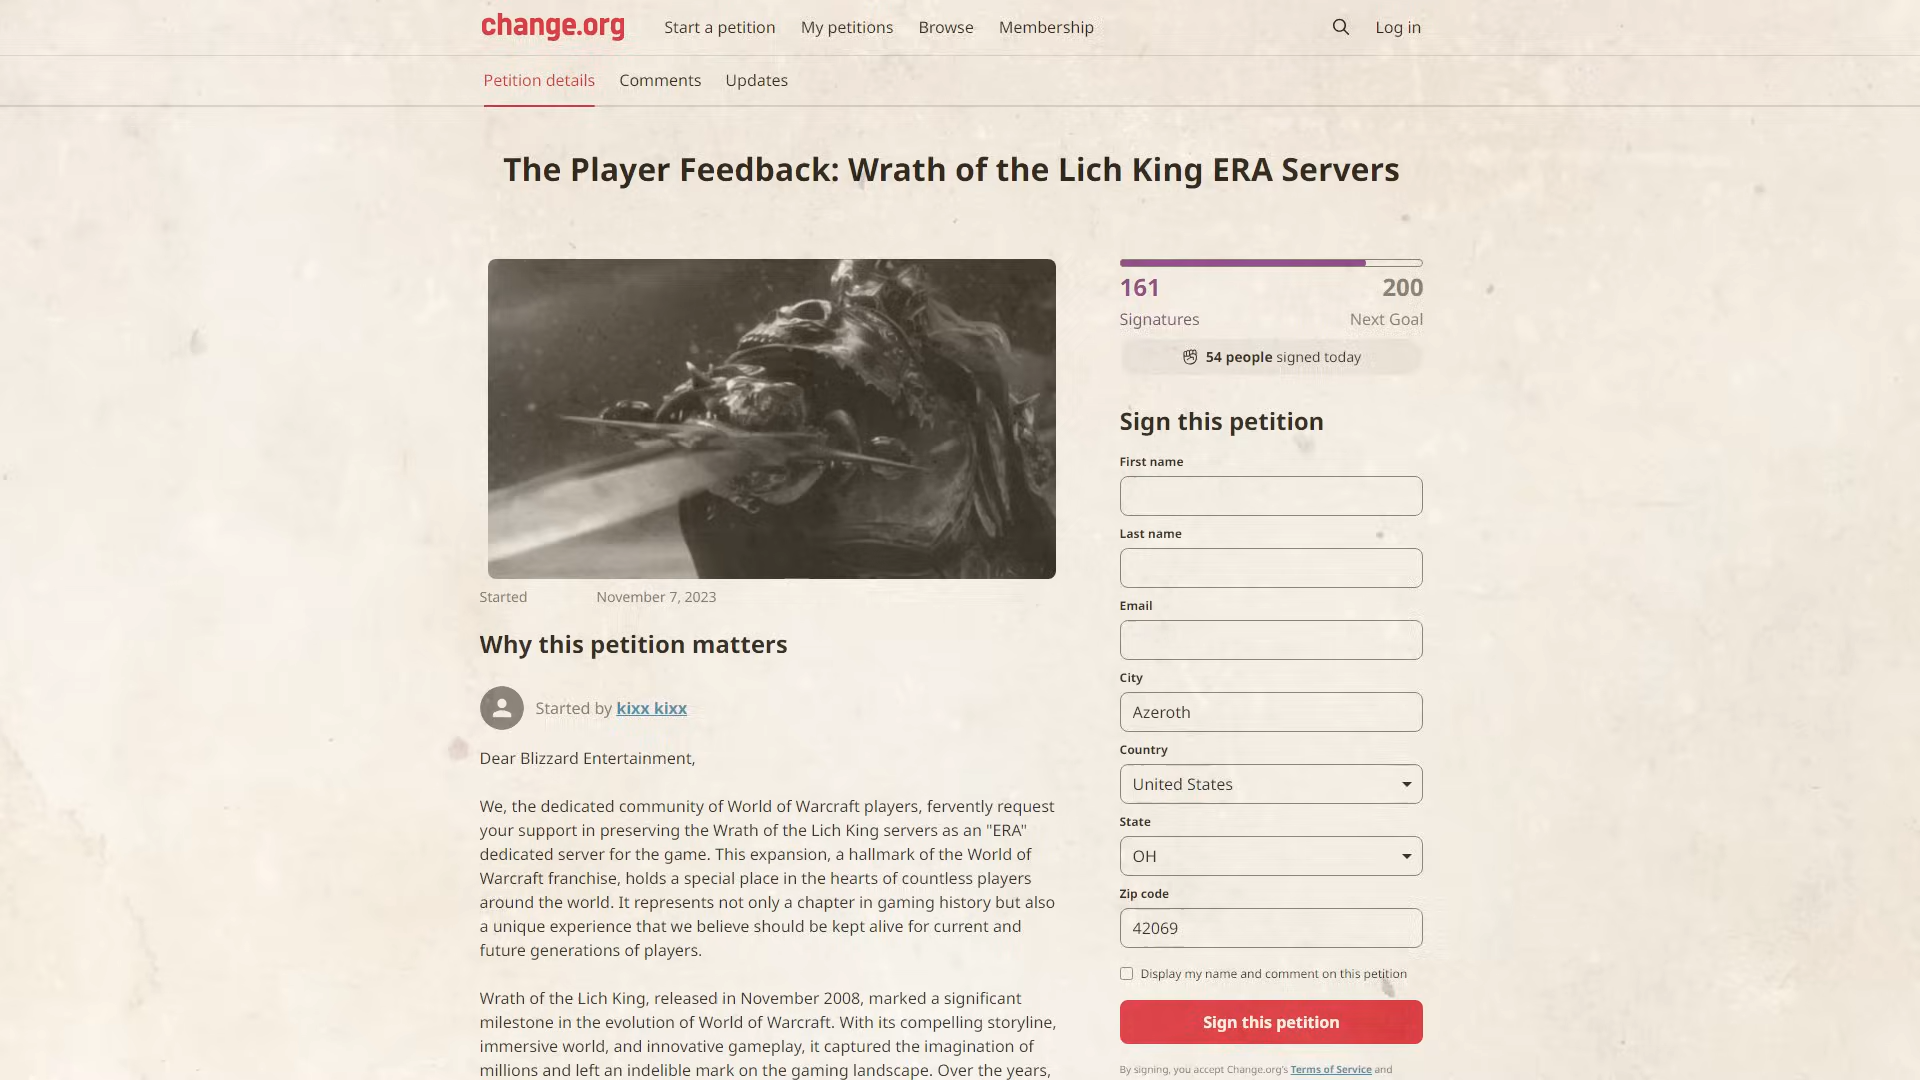 change.org
Start a petition
My petitions
Browse
Membership
Log in
Petition details
Comments
Updates
The Player Feedback: Wrath of the Lich King ERA Servers
161
200
Signatures
Next Goal
54 people signed today
Started
November 7, 2023
Why this petition matters
Started by kixx kixx
Dear Blizzard Entertainment,
We, the dedicated community of World of Warcraft players, fervently request
your support in preserving the Wrath of the Lich King servers as an "ERA"
dedicated server for the game. This expansion, a hallmark of the World of
Warcraft franchise, holds a special place in the hearts of countless players
around the world. It represents not only a chapter in gaming history but also
a unique experience that we believe should be kept alive for current and
future generations of players.
Wrath of the Lich King, released in November 2008, marked a significant
milestone in the evolution of World of Warcraft. With its compelling storyline,
immersive world, and innovative gameplay, it captured the imagination of
millions and left an indelible mark on the gaming landscape. Over the years,
Sign this petition
First name
Last name
Email
City
Azeroth
Country
United States
State
OH
Zip code
42069
Display my name and comment on this petition
Sign this petition
By signing, you accept Change.org's Terms of Service and